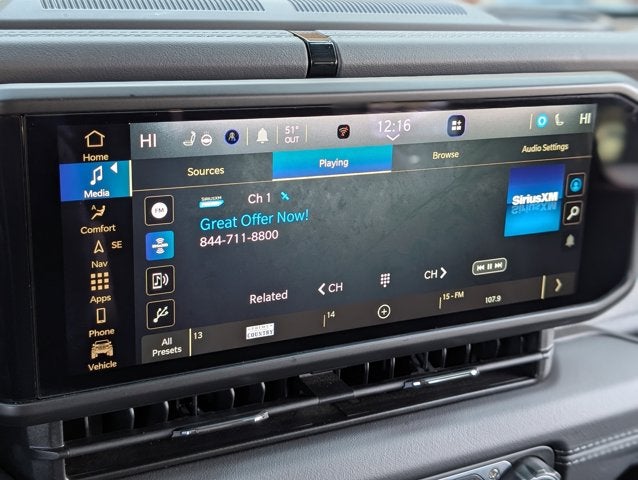 HI
51°
OUT
12:16
HI
Home
Media
Comfort
SE
Nav
Apps
Phone
Vehicle
Sources
Playing
Browse
Audio Settings
FM
SIRIUSXM
Ch 1
Great Offer Now!
844-711-8800
SiriusXM
Related
CH
CH
All
Presets
13
COUNTRY
14
15 - FM
107.9